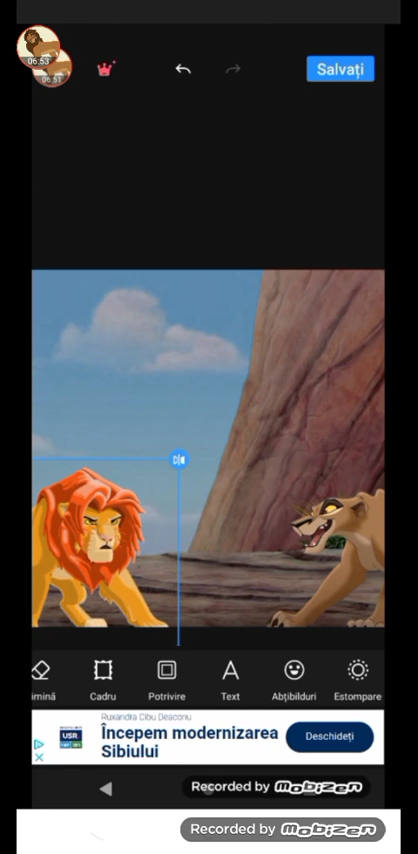 06:53
06:51
Salvați
imină
Cadru
Potrivire
Text
Abțibilduri
Estompare
Ruxandra Cibu Deaconu
USR
Începem modernizarea
Sibiului
Deschideți
Recorded by mobizen
Recorded by mobizen